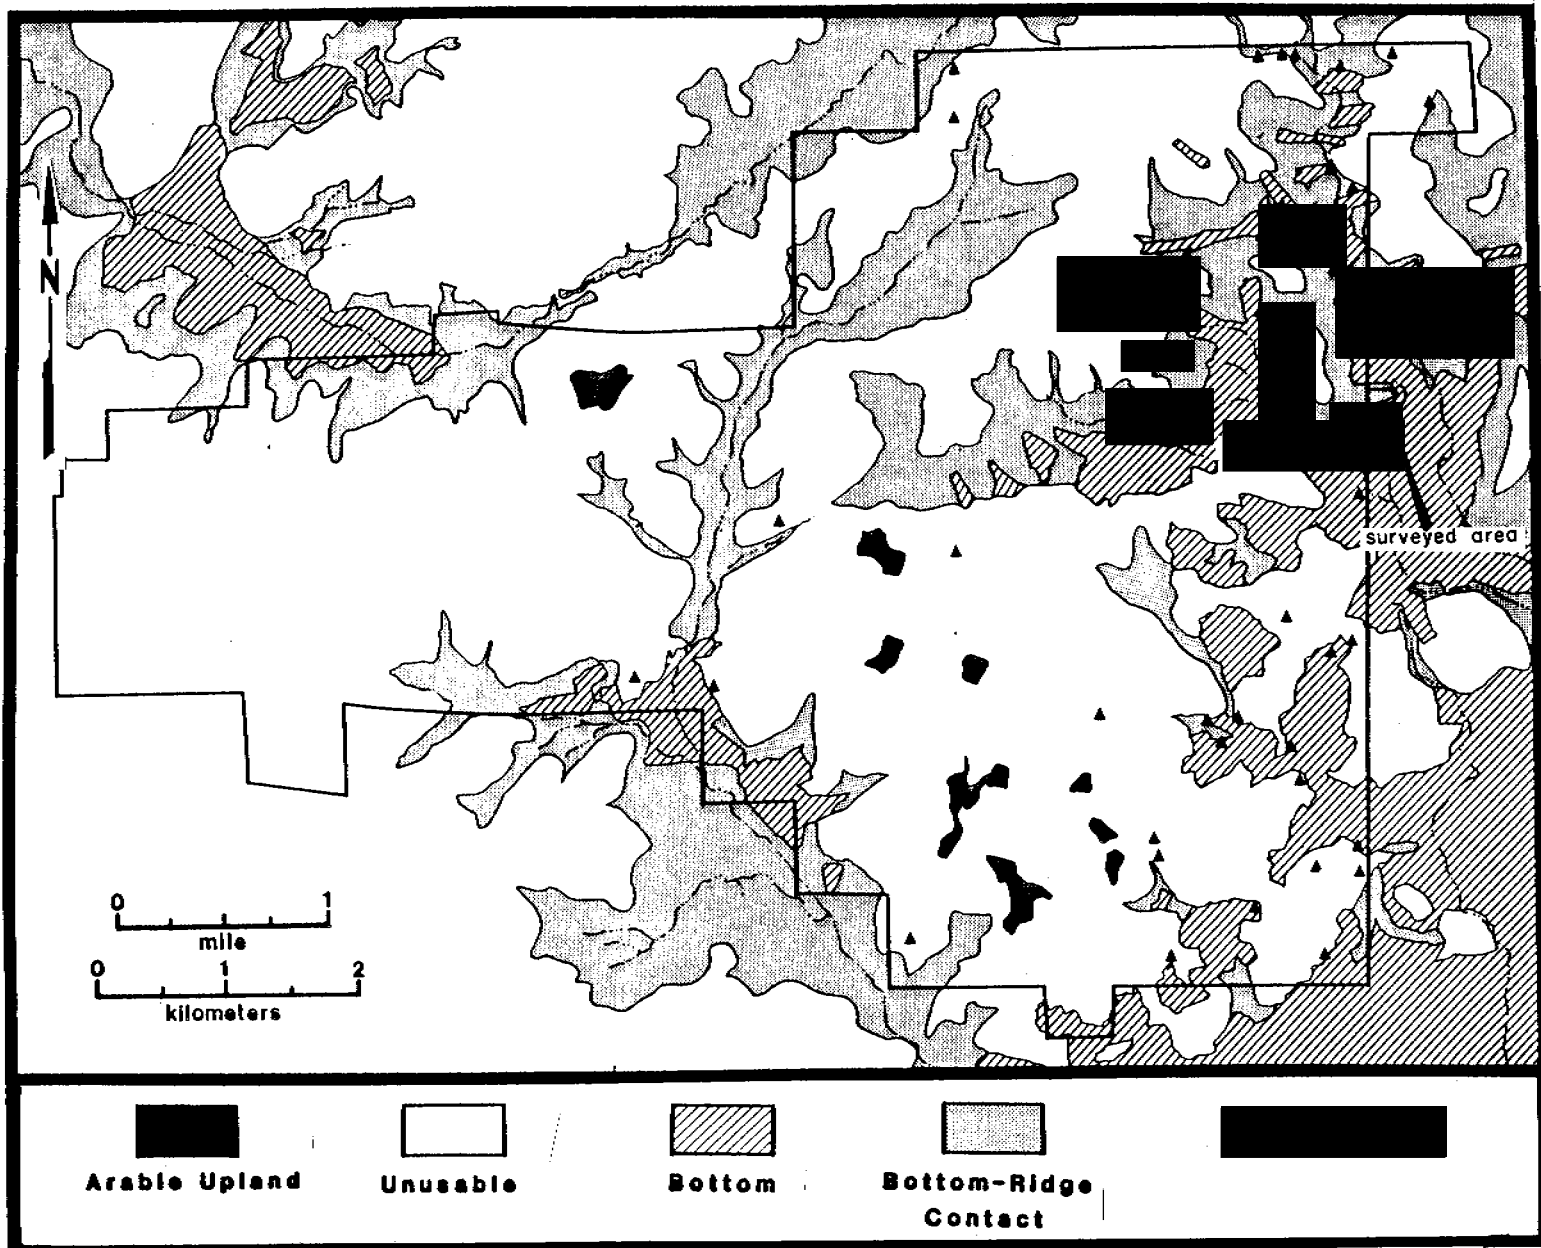 N
surveyed area
0 1
mile
0 1 2
kilometers
Arable Upland
Unusable
Bottom
Bottom-Ridge
Contact